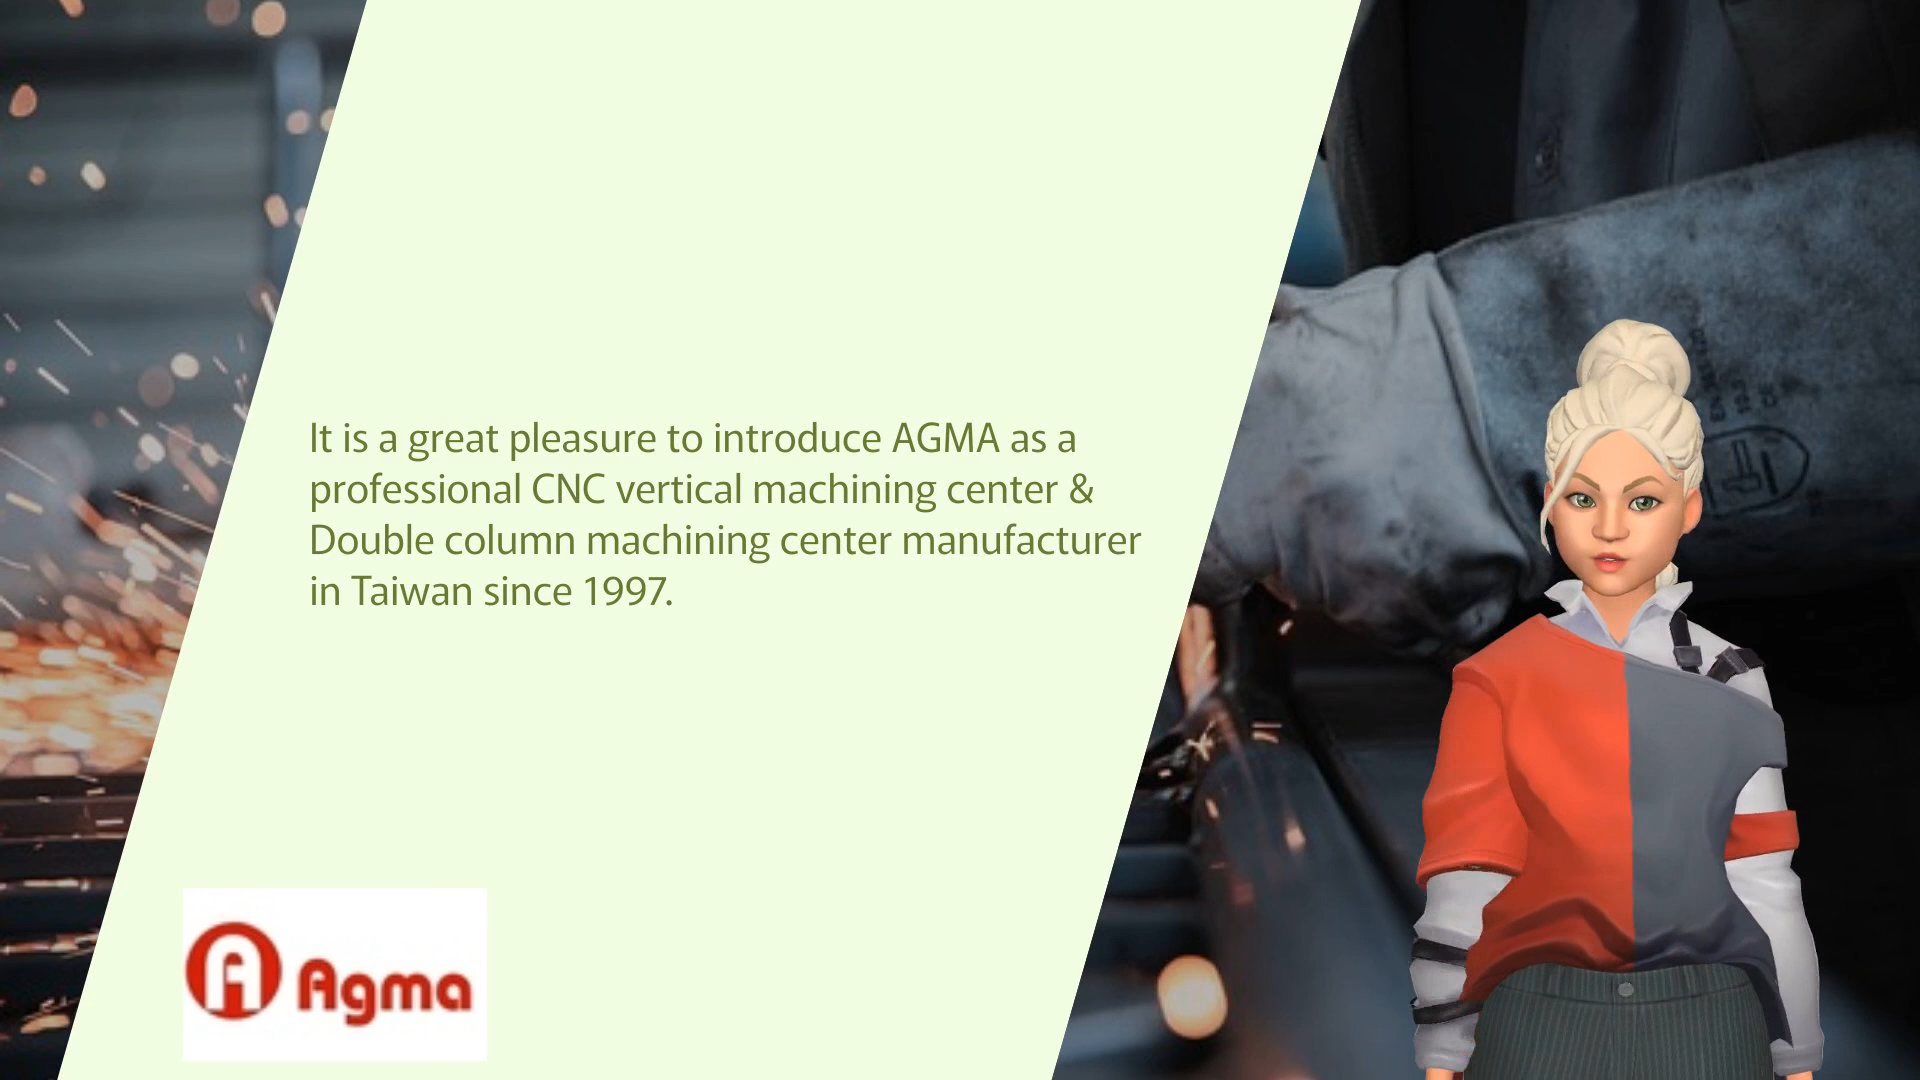 It is a great pleasure to introduce AGMA as a
professional CNC vertical machining center &
Double column machining center manufacturer
in Taiwan since 1997.
Agma